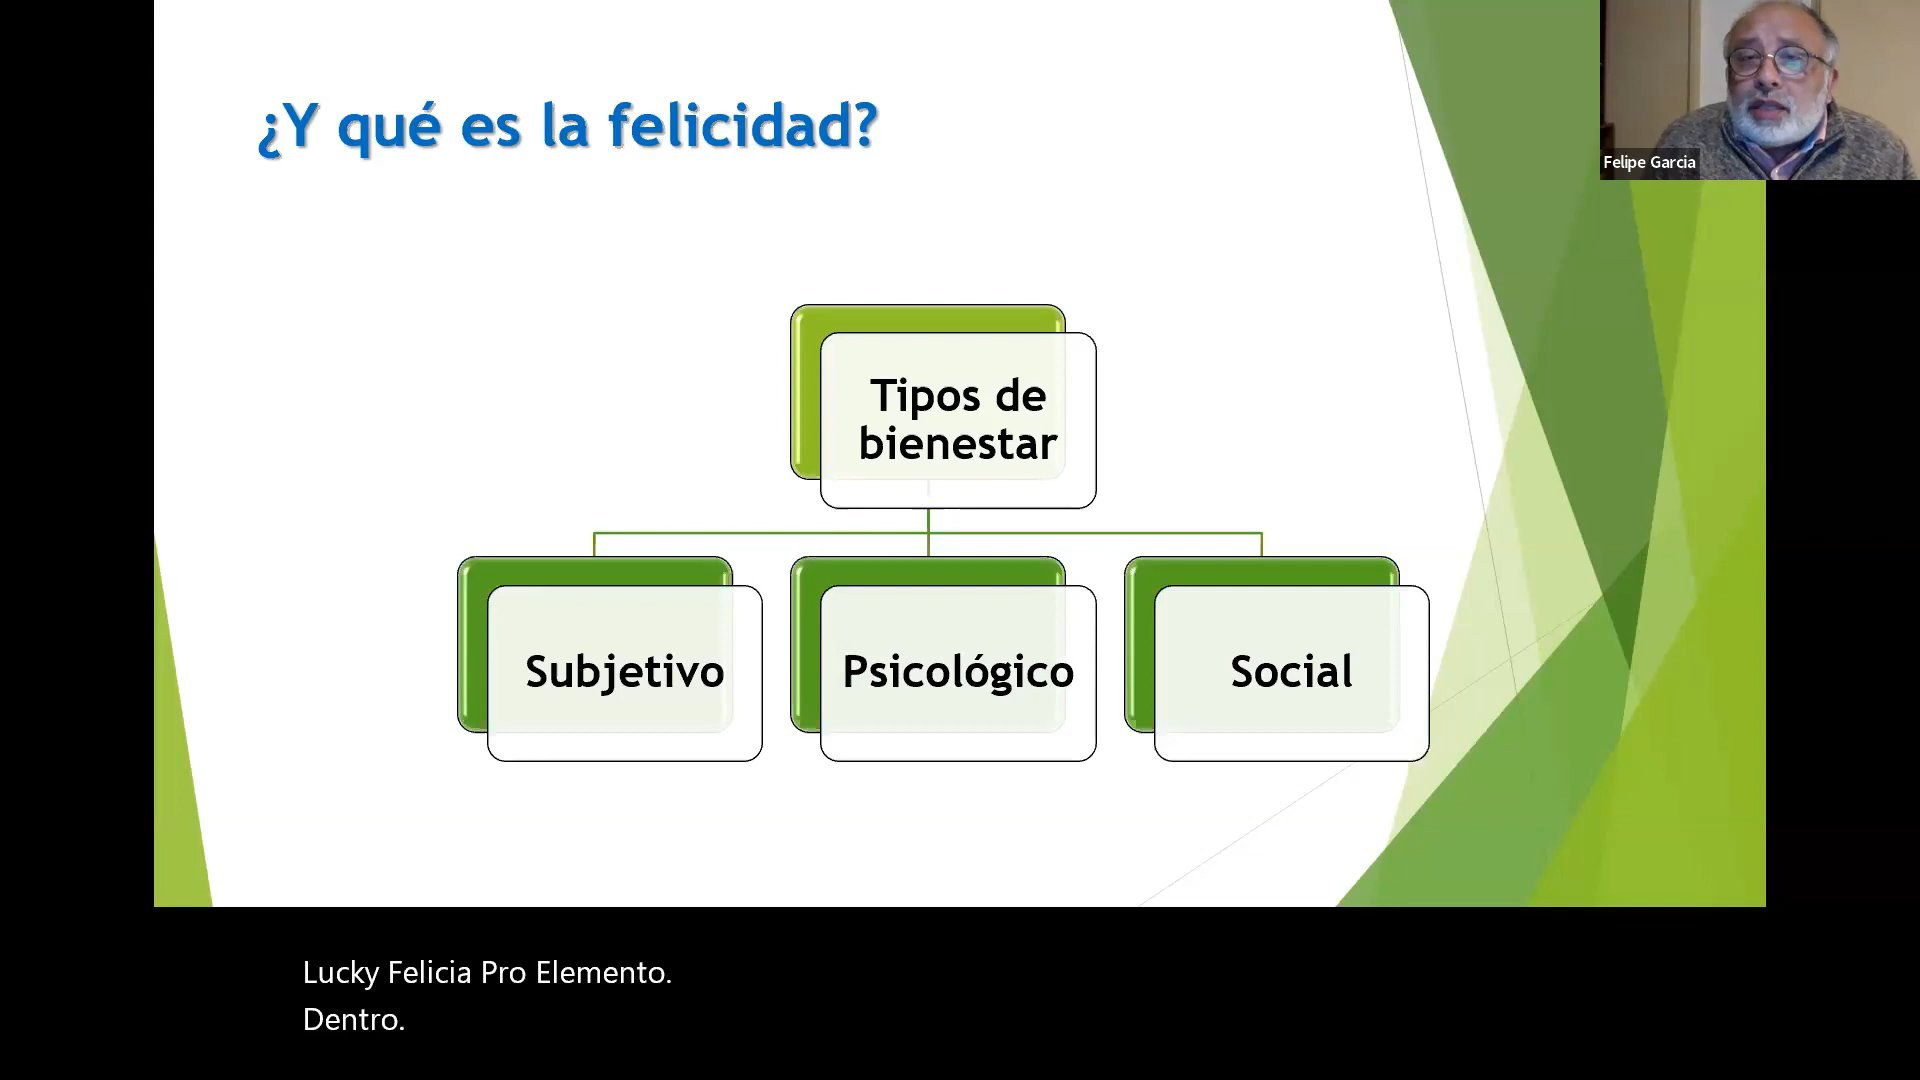 ¿Y qué es la felicidad?
Felipe Garcia
Tipos de
bienestar
Subjetivo
Psicológico
Social
Lucky Felicia Pro Elemento.
Dentro.